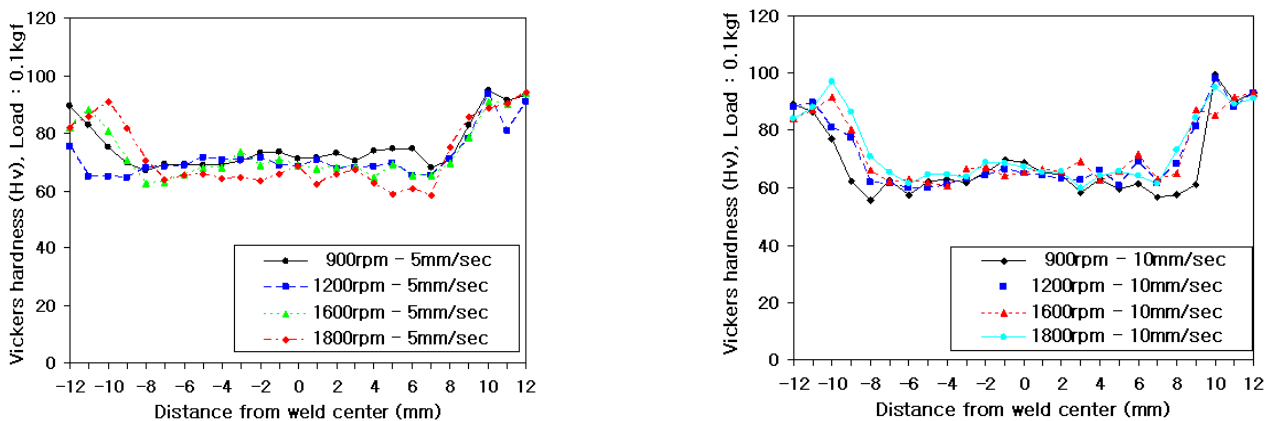 Vickers hardness (Hv), Load : 0.1kgf
120
100
80
60
40
20
0
900rpm - 5mm/sec
1200rpm - 5mm/sec
1600rpm - 5mm/sec
1800rpm - 5mm/sec
-12 -10 -8 -6 -4 -2 0 2 4 6 8 10 12
Distance from weld center (mm)
Vickers hardness (Hv), Load : 0.1kgf
120
100
80
60
40
20
0
900rpm - 10mm/sec
1200rpm - 10mm/sec
1600rpm - 10mm/sec
1800rpm - 10mm/sec
-12 -10 -8 -6 -4 -2 0 2 4 6 8 10 12
Distance from weld center (mm)